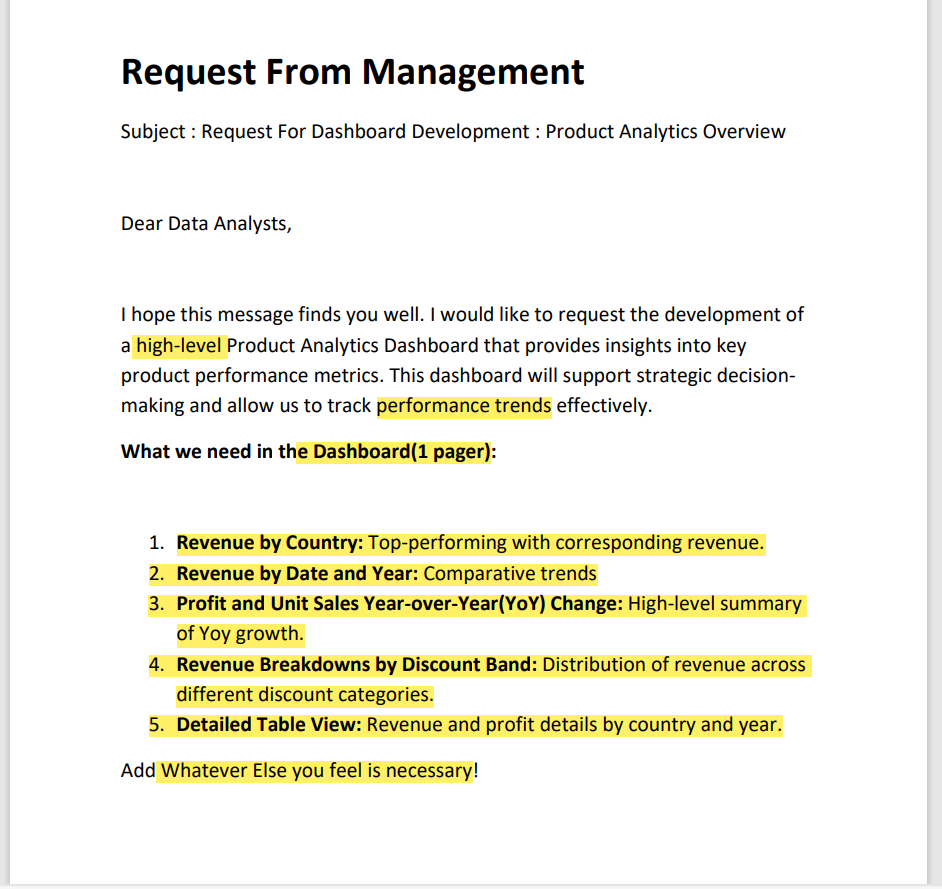 Request From Management
Subject : Request For Dashboard Development : Product Analytics Overview
Dear Data Analysts,
I hope this message finds you well. I would like to request the development of
a high-level Product Analytics Dashboard that provides insights into key
product performance metrics. This dashboard will support strategic decision-
making and allow us to track performance trends effectively.
What we need in the Dashboard(1 pager):
1. Revenue by Country: Top-performing with corresponding revenue.
2. Revenue by Date and Year: Comparative trends
3. Profit and Unit Sales Year-over-Year(YoY) Change: High-level summary
of Yoy growth.
4. Revenue Breakdowns by Discount Band: Distribution of revenue across
different discount categories.
5. Detailed Table View: Revenue and profit details by country and year.
Add Whatever Else you feel is necessary!